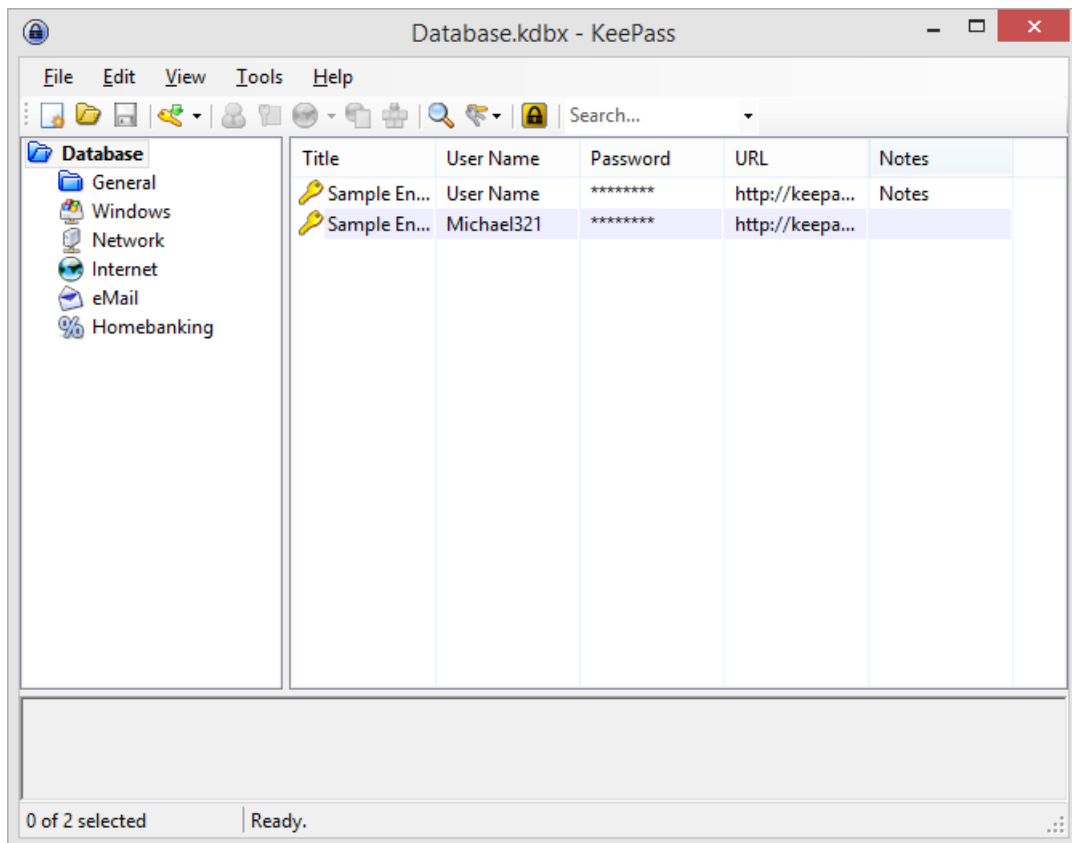 Database.kdbx - KeePass
File Edit View Tools Help
Search...
Database
General
Windows
Network
Internet
eMail
Homebanking
Title User Name Password URL Notes
Sample En... User Name ******** http://keepa... Notes
Sample En... Michael321 ******** http://keepa...
0 of 2 selected Ready.